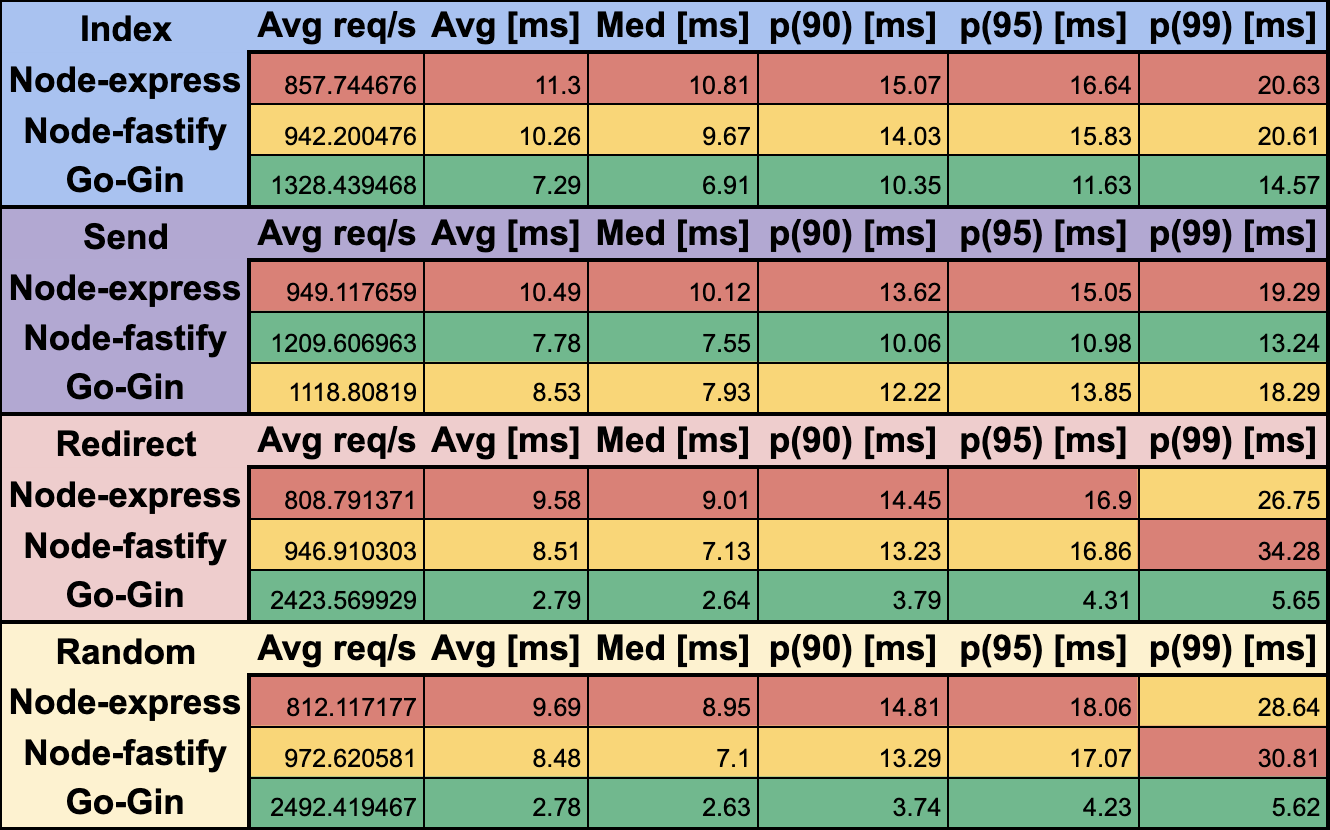 Index Avg req/s Avg [ms] Med [ms] p(90) [ms] p(95) [ms] p(99) [ms]
Node-express 857.744676 11.3 10.81 15.07 16.64 20.63
Node-fastify 942.200476 10.26 9.67 14.03 15.83 20.61
Go-Gin 1328.439468 7.29 6.91 10.35 11.63 14.57
Send Avg req/s Avg [ms] Med [ms] p(90) [ms] p(95) [ms] p(99) [ms]
Node-express 949.117659 10.49 10.12 13.62 15.05 19.29
Node-fastify 1209.606963 7.78 7.55 10.06 10.98 13.24
Go-Gin 1118.80819 8.53 7.93 12.22 13.85 18.29
Redirect Avg req/s Avg [ms] Med [ms] p(90) [ms] p(95) [ms] p(99) [ms]
Node-express 808.791371 9.58 9.01 14.45 16.9 26.75
Node-fastify 946.910303 8.51 7.13 13.23 16.86 34.28
Go-Gin 2423.569929 2.79 2.64 3.79 4.31 5.65
Random Avg req/s Avg [ms] Med [ms] p(90) [ms] p(95) [ms] p(99) [ms]
Node-express 812.117177 9.69 8.95 14.81 18.06 28.64
Node-fastify 972.620581 8.48 7.1 13.29 17.07 30.81
Go-Gin 2492.419467 2.78 2.63 3.74 4.23 5.62